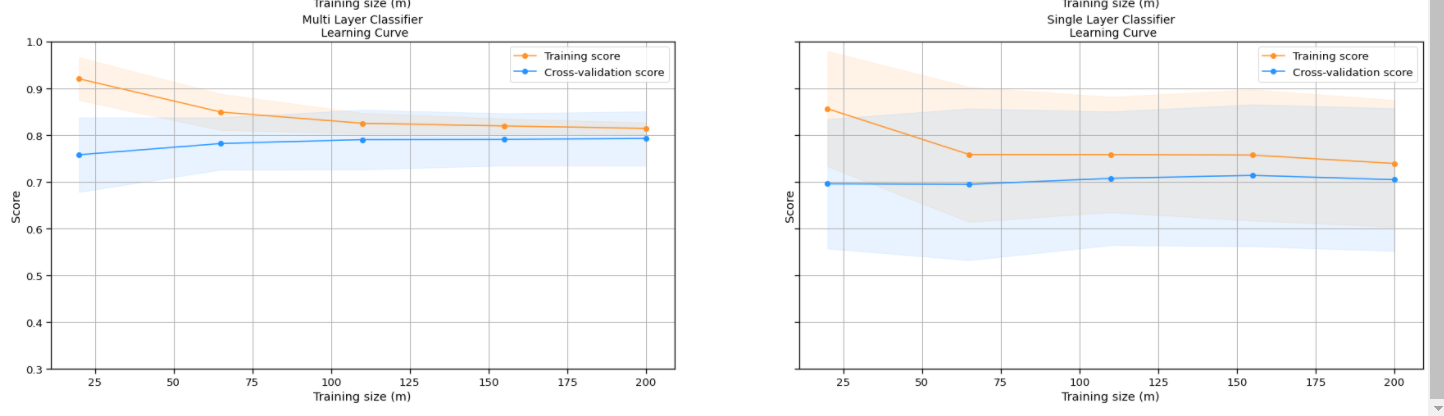 Training size (m)
Multi Layer Classifier
Learning Curve
1.0
0.9
0.8
0.7
0.6
0.5
0.4
0.3
Score
Training score
Cross-validation score
25 50 75 100 125 150 175 200
Training size (m)
Training size (m)
Single Layer Classifier
Learning Curve
Score
Training score
Cross-validation score
25 50 75 100 125 150 175 200
Training size (m)